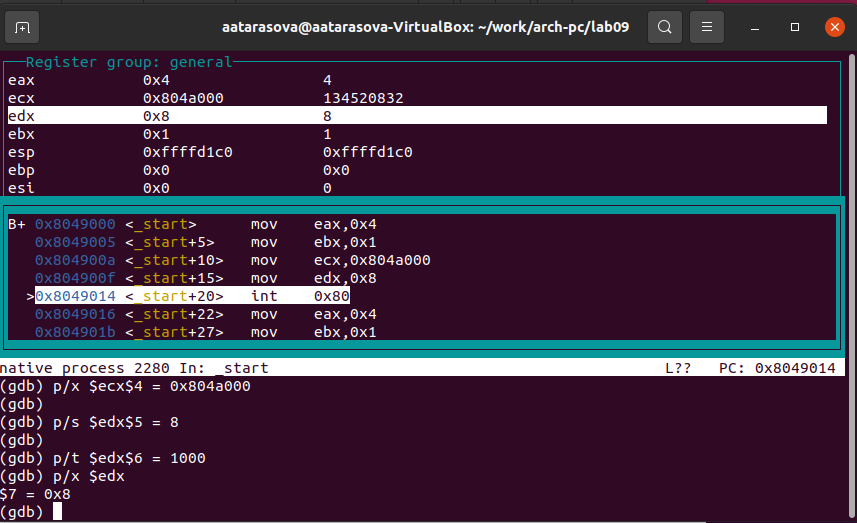 aatarasova@aatarasova-VirtualBox: ~/work/arch-pc/lab09
Register group: general
eax 0x4 4
ecx 0x804a000 134520832
edx 0x8 8
ebx 0x1 1
esp 0xffffd1c0 0xffffd1c0
ebp 0x0 0x0
esi 0x0 0
B+ 0x8049000 <_start> mov eax,0x4
0x8049005 <_start+5> mov ebx,0x1
0x804900a <_start+10> mov ecx,0x804a000
0x804900f <_start+15> mov edx,0x8
>0x8049014 <_start+20> int 0x80
0x8049016 <_start+22> mov eax,0x4
0x804901b <_start+27> mov ebx,0x1
native process 2280 In: _start L?? PC: 0x8049014
(gdb) p/x $ecx$4 = 0x804a000
(gdb)
(gdb) p/s $edx$5 = 8
(gdb)
(gdb) p/t $edx$6 = 1000
(gdb) p/x $edx
$7 = 0x8
(gdb)